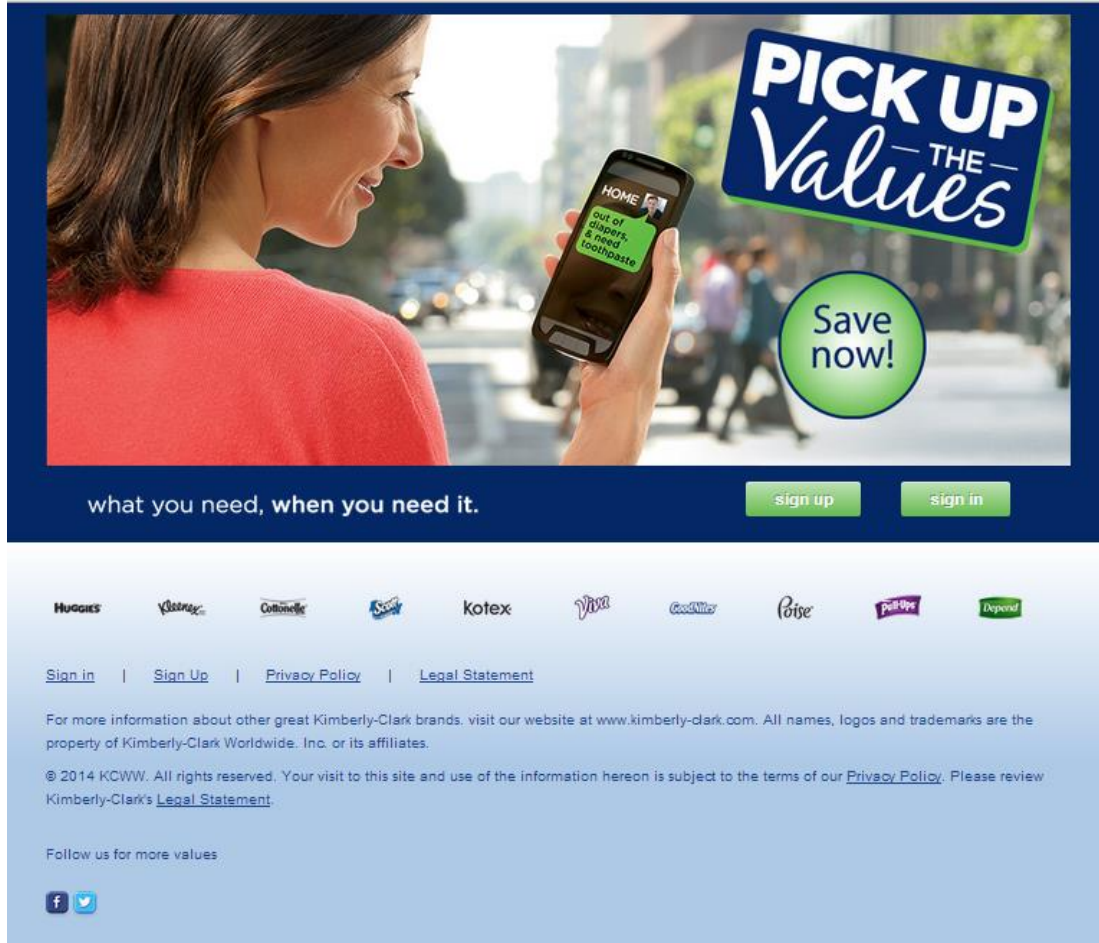 PICK UP
THE
Values
HOME
out of
diapers,
& need
toothpaste
Save
now!
what you need, when you need it.
sign up
sign in
HUGGIES Kleenex Cottonelle Scott kotex Viva GoodNites Poise Pull-Ups Depend
Sign in | Sign Up | Privacy Policy | Legal Statement
For more information about other great Kimberly-Clark brands. visit our website at www.kimberly-clark.com. All names, logos and trademarks are the
property of Kimberly-Clark Worldwide. Inc. or its affiliates.
© 2014 KCWW. All rights reserved. Your visit to this site and use of the information hereon is subject to the terms of our Privacy Policy. Please review
Kimberly-Clark's Legal Statement.
Follow us for more values
f